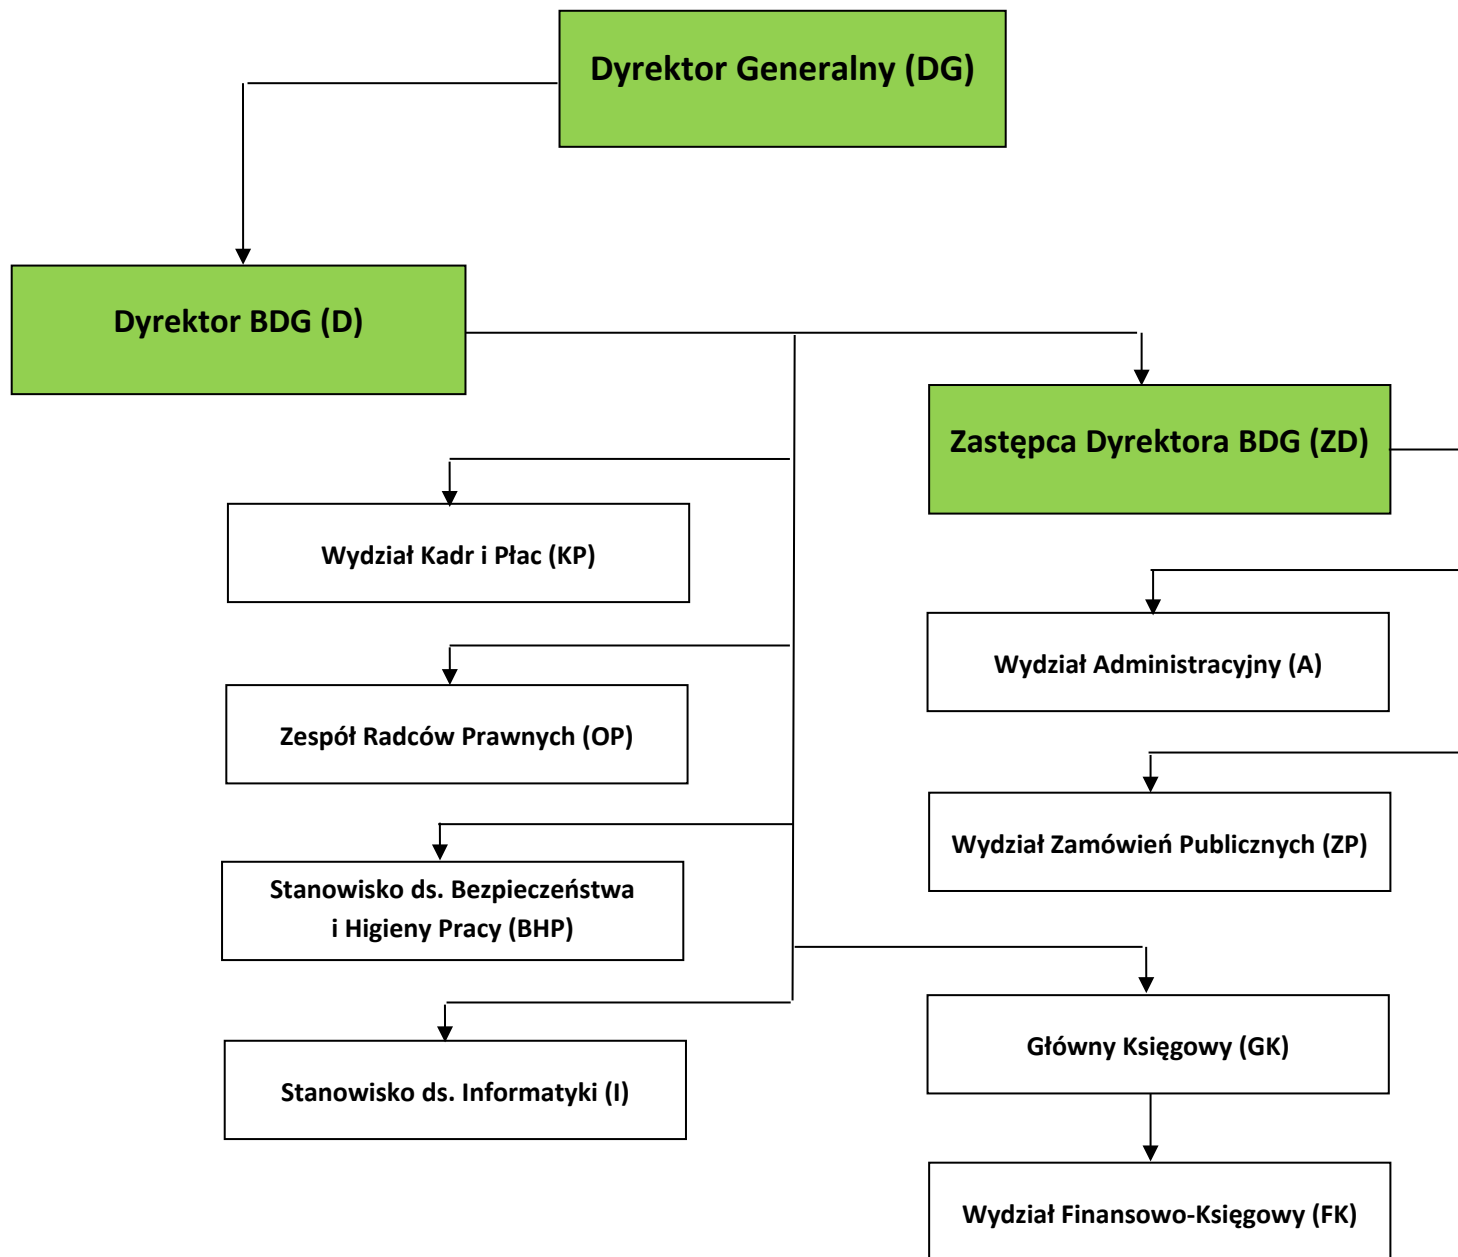 Dyrektor Generalny (DG)
Dyrektor BDG (D)
Zastępca Dyrektora BDG (ZD)
Wydział Kadr i Płac (KP)
Wydział Administracyjny (A)
Zespół Radców Prawnych (OP)
Wydział Zamówień Publicznych (ZP)
Stanowisko ds. Bezpieczeństwa
i Higieny Pracy (BHP)
Główny Księgowy (GK)
Stanowisko ds. Informatyki (I)
Wydział Finansowo-Księgowy (FK)